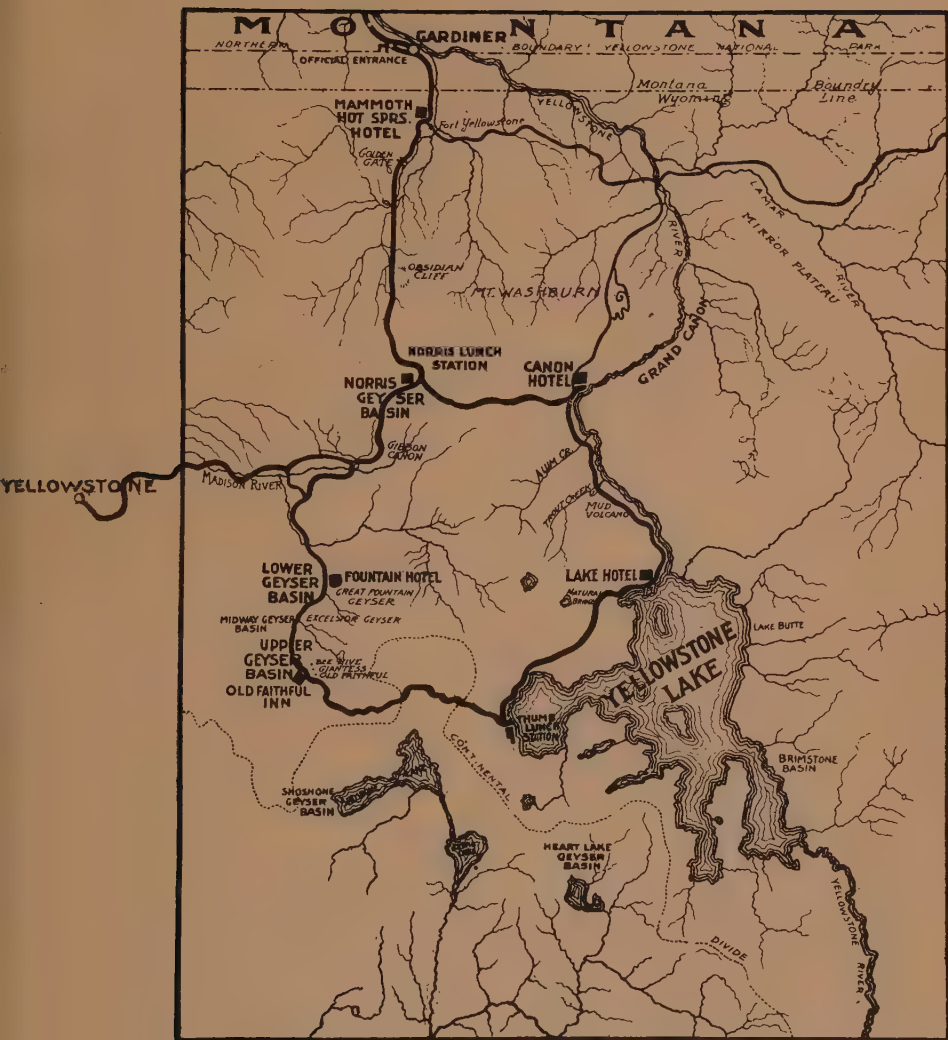 MONTANA
GARDINER
NORTHERN BOUNDARY YELLOWSTONE NATIONAL PARK
OFFICIAL ENTRANCE
Montana
Wyoming
Boundry
Line
YELLOWSTONE
RIVER
MAMMOTH
HOT SPRS.
HOTEL
Fort Yellowstone
GOLDEN
GATE
LAMAR
RIVER
MIRROR PLATEAU
OBSIDIAN
CLIFF
MT. WASHBURN
GRAND CANON
NORRIS LUNCH
STATION
CANON
HOTEL
NORRIS
GEYSER
BASIN
GIBBON
CANON
ALUM CR.
YELLOWSTONE
MADISON RIVER
TROUT CREEK
MUD
VOLCANO
LOWER
GEYSER
BASIN
FOUNTAIN HOTEL
GREAT FOUNTAIN
GEYSER
LAKE HOTEL
NATURAL
BRIDGE
MIDWAY GEYSER
BASIN
EXCELSIOR GEYSER
LAKE BUTTE
YELLOWSTONE
LAKE
UPPER
GEYSER
BASIN
BEE HIVE
GIANTESS
OLD FAITHFUL
OLD FAITHFUL
INN
THUMB
LUNCH
STATION
CONTINENTAL
BRIMSTONE
BASIN
SHOSHONE
GEYSER
BASIN
HEART LAKE
GEYSER
BASIN
DIVIDE
YELLOWSTONE
RIVER